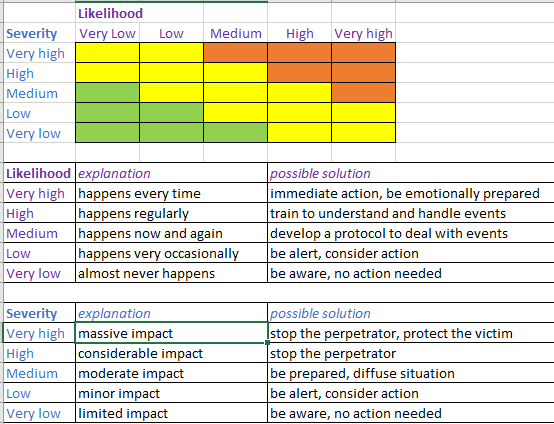 Likelihood
Severity Very Low Low Medium High Very high
Very high
High
Medium
Low
Very low
Likelihood explanation possible solution
Very high happens every time immediate action, be emotionally prepared
High happens regularly train to understand and handle events
Medium happens now and again develop a protocol to deal with events
Low happens very occasionally be alert, consider action
Very low almost never happens be aware, no action needed
Severity explanation possible solution
Very high massive impact stop the perpetrator, protect the victim
High considerable impact stop the perpetrator
Medium moderate impact be prepared, diffuse situation
Low minor impact be alert, consider action
Very low limited impact be aware, no action needed